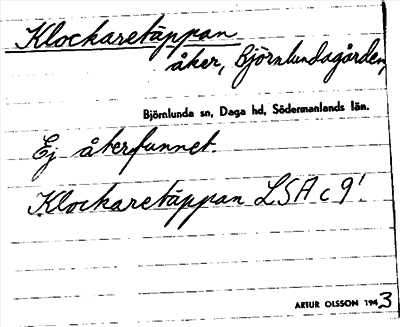 Klockaretäppan
åker, Björnlundagården,
Björnlunda sn, Daga hd, Södermanlands län.
Ej återfunnet.
Klockaretäppan LSA c 9!
ARTUR OLSSON 1943